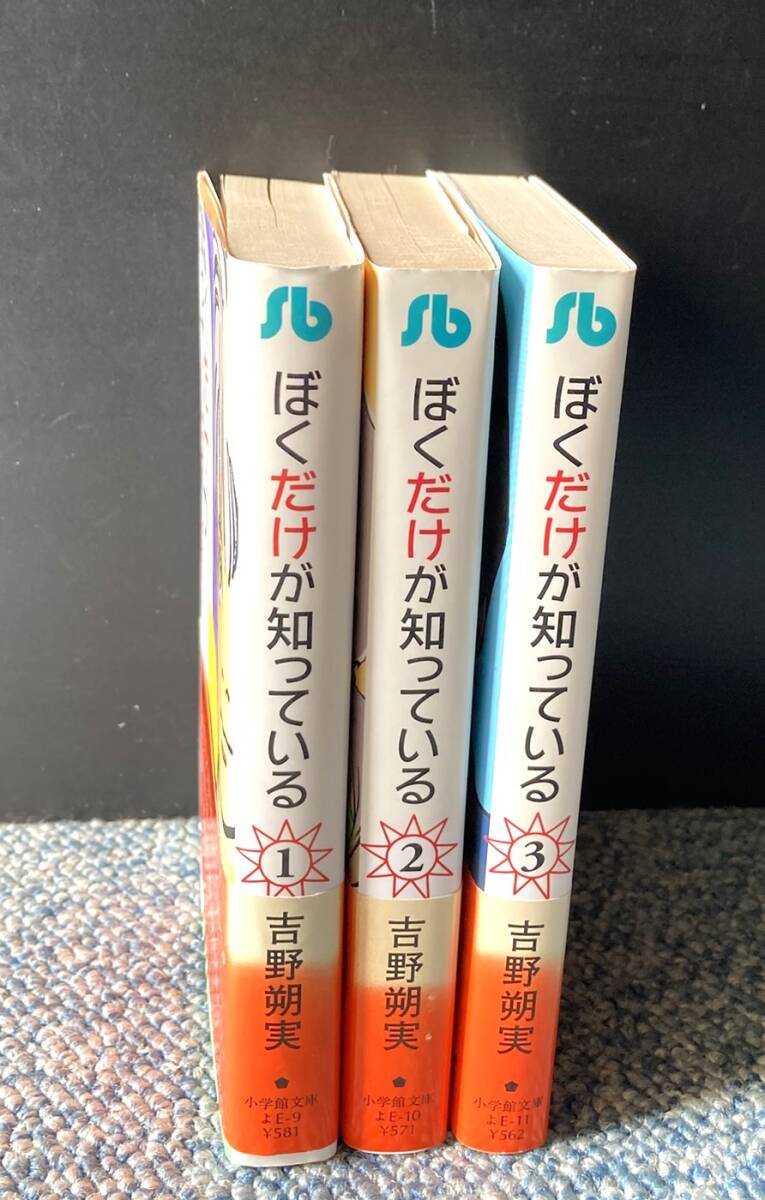 Sb
ぼくだけが知っている
1
吉野朔実
小学館文庫
よE-9
¥581
Sb
ぼくだけが知っている
2
吉野朔実
小学館文庫
よE-10
¥571
Sb
ぼくだけが知っている
3
吉野朔実
小学館文庫
よE-11
¥562